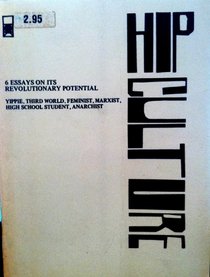 2.95
HIP
CULTURE
6 ESSAYS ON ITS
REVOLUTIONARY POTENTIAL
YIPPIE, THIRD WORLD, FEMINIST, MARXIST,
HIGH SCHOOL STUDENT, ANARCHIST